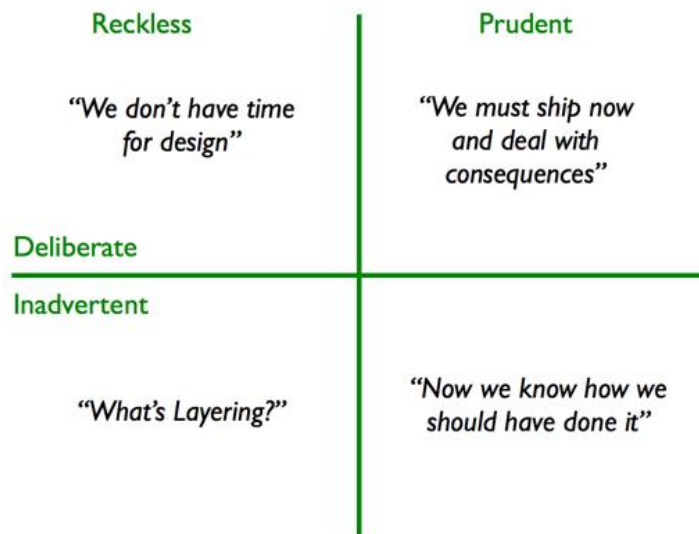 Reckless
Prudent
“We don’t have time
for design”
“We must ship now
and deal with
consequences”
Deliberate
Inadvertent
“What’s Layering?”
“Now we know how we
should have done it”